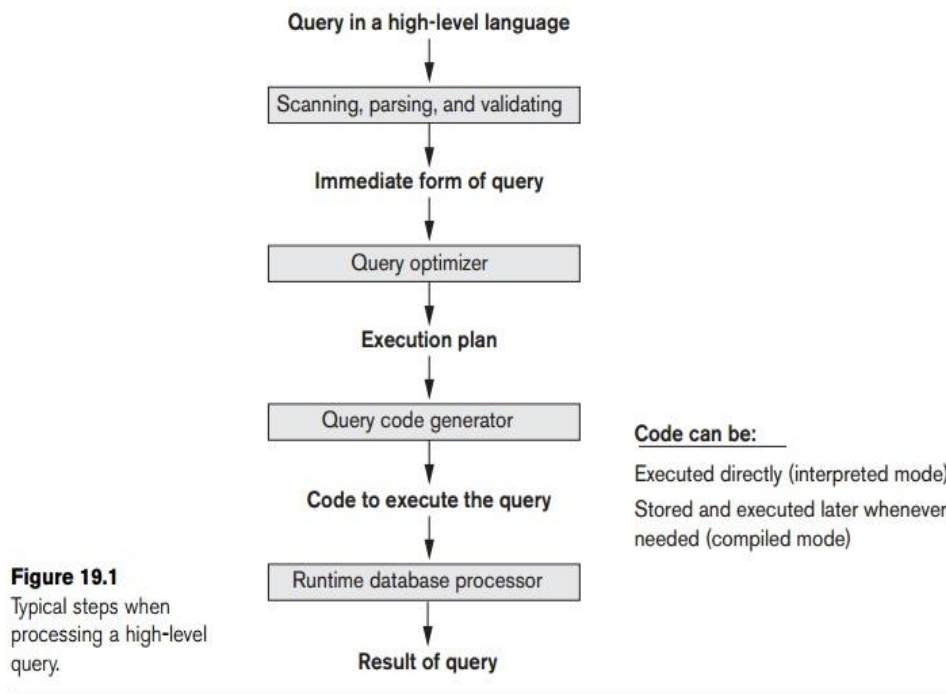 Query in a high-level language
Scanning, parsing, and validating
Immediate form of query
Query optimizer
Execution plan
Query code generator
Code to execute the query
Runtime database processor
Result of query
Code can be:
Executed directly (interpreted mode)
Stored and executed later whenever
needed (compiled mode)
Figure 19.1
Typical steps when
processing a high-level
query.